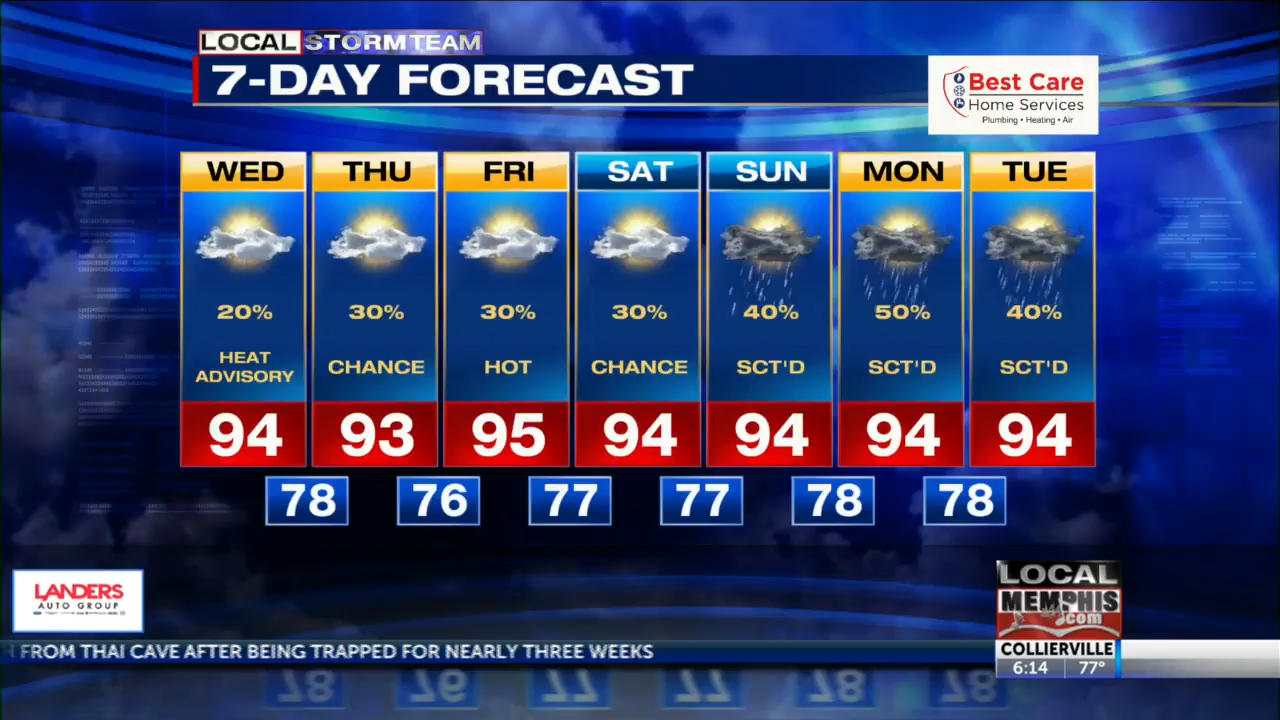 LOCAL STORM TEAM
7-DAY FORECAST
Best Care
Home Services
Plumbing • Heating • Air
WED THU FRI SAT SUN MON TUE
20% 30% 30% 30% 40% 50% 40%
HEAT ADVISORY CHANCE HOT CHANCE SCT'D SCT'D SCT'D
94 93 95 94 94 94 94
78 76 77 77 78 78
LANDERS
AUTO GROUP
LOCAL
MEMPHIS
.com
COLLIERVILLE
6:14 77°
FROM THAI CAVE AFTER BEING TRAPPED FOR NEARLY THREE WEEKS